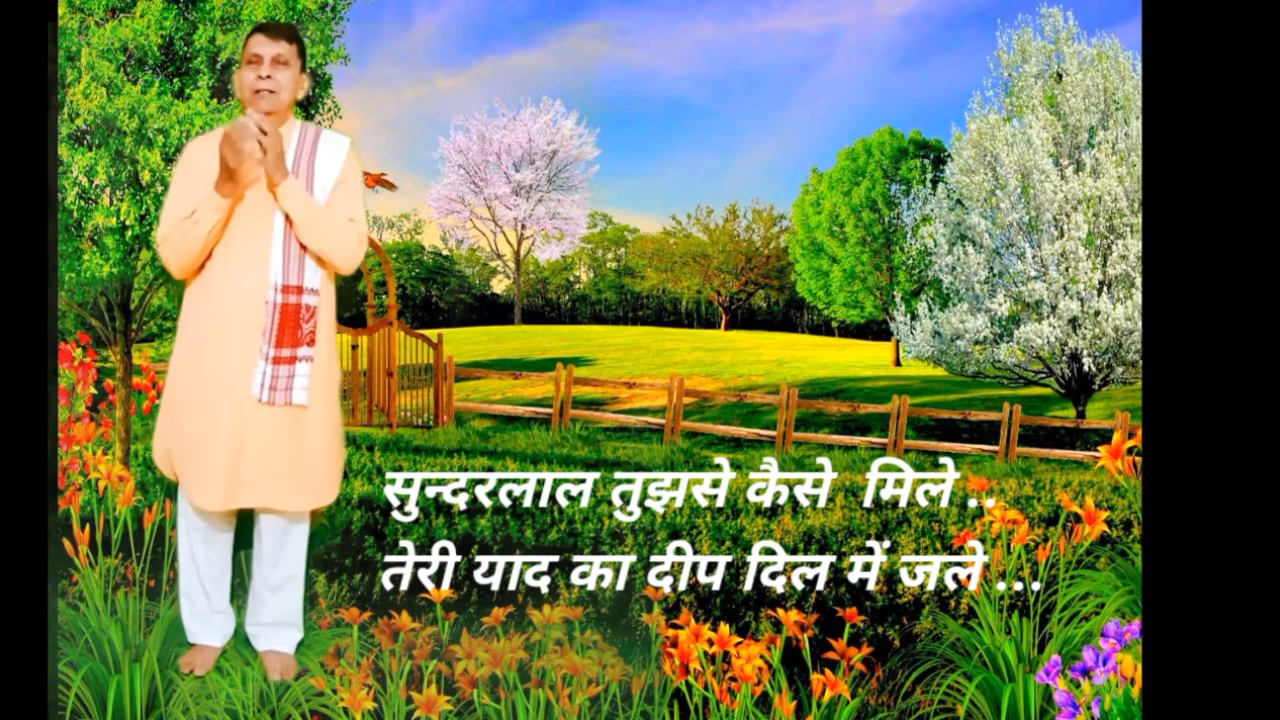 सुन्दरलाल तुझसे कैसे मिले ..
तेरी याद का दीप दिल में जले ...